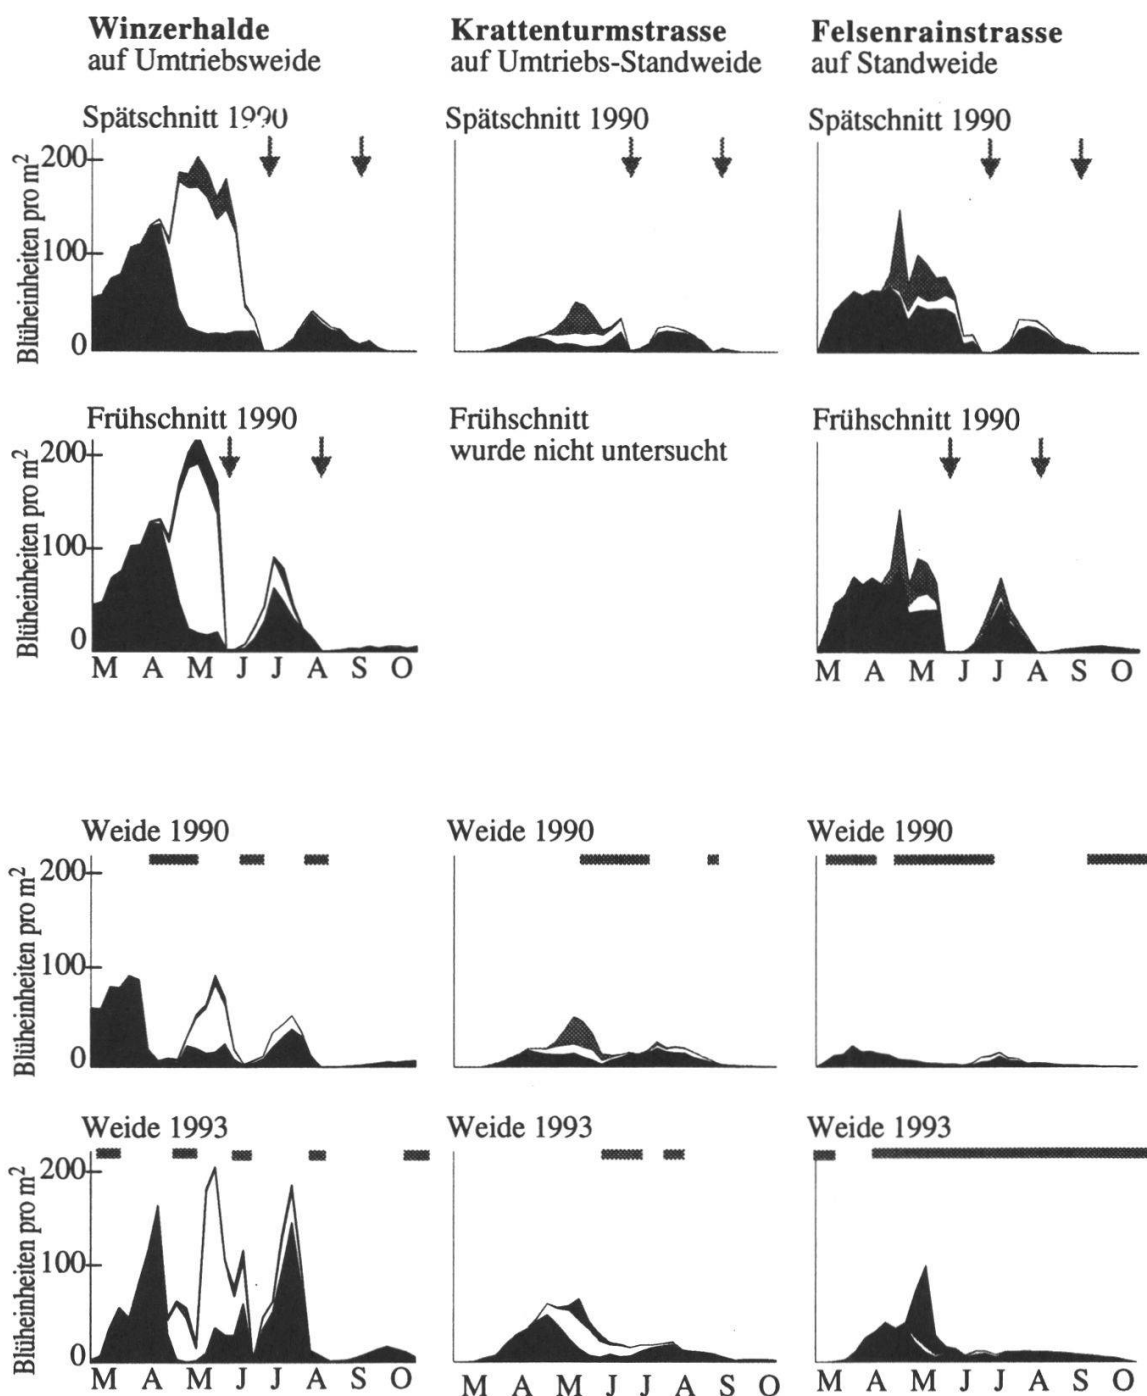 Winzerhalde
auf Umtriebsweide
Krattenturmstrasse
auf Umtriebs-Standweide
Felsenrainstrasse
auf Standweide
Spätschnitt 1990
Spätschnitt 1990
Spätschnitt 1990
Blüheinheiten pro m²
200
100
0
Frühschnitt 1990
Frühschnitt
wurde nicht untersucht
Frühschnitt 1990
Blüheinheiten pro m²
200
100
0
M A M J J A S O
M A M J J A S O
Weide 1990
Weide 1990
Weide 1990
Blüheinheiten pro m²
200
100
0
Weide 1993
Weide 1993
Weide 1993
Blüheinheiten pro m²
200
100
0
M A M J J A S O
M A M J J A S O
M A M J J A S O